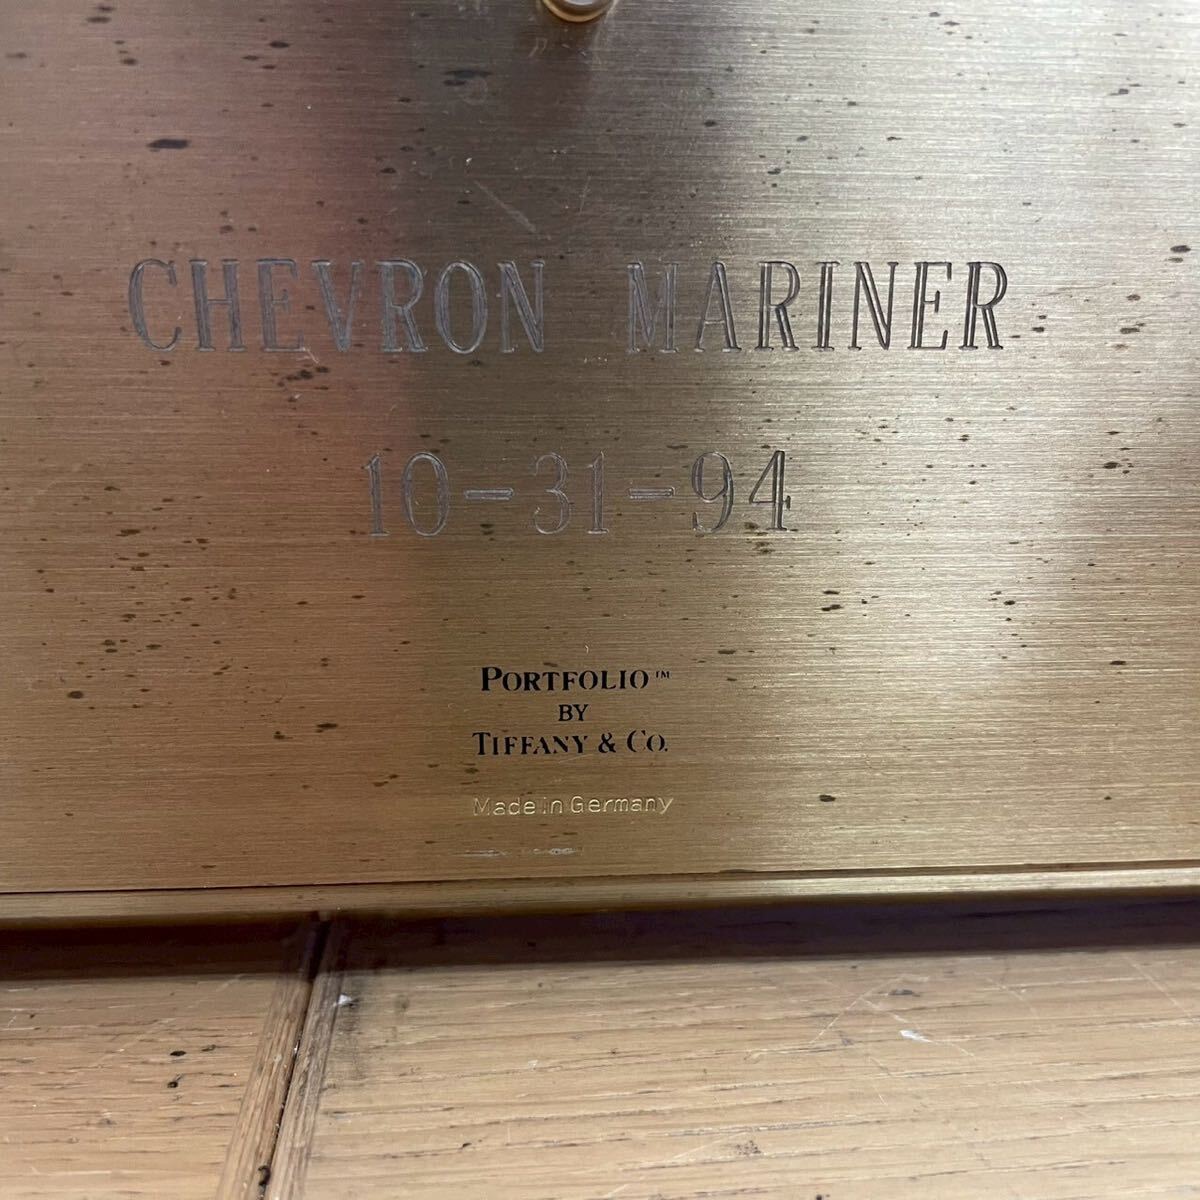 CHEVRON MARINER
10-31-94
PORTFOLIO™
BY
TIFFANY & CO.
Made in Germany